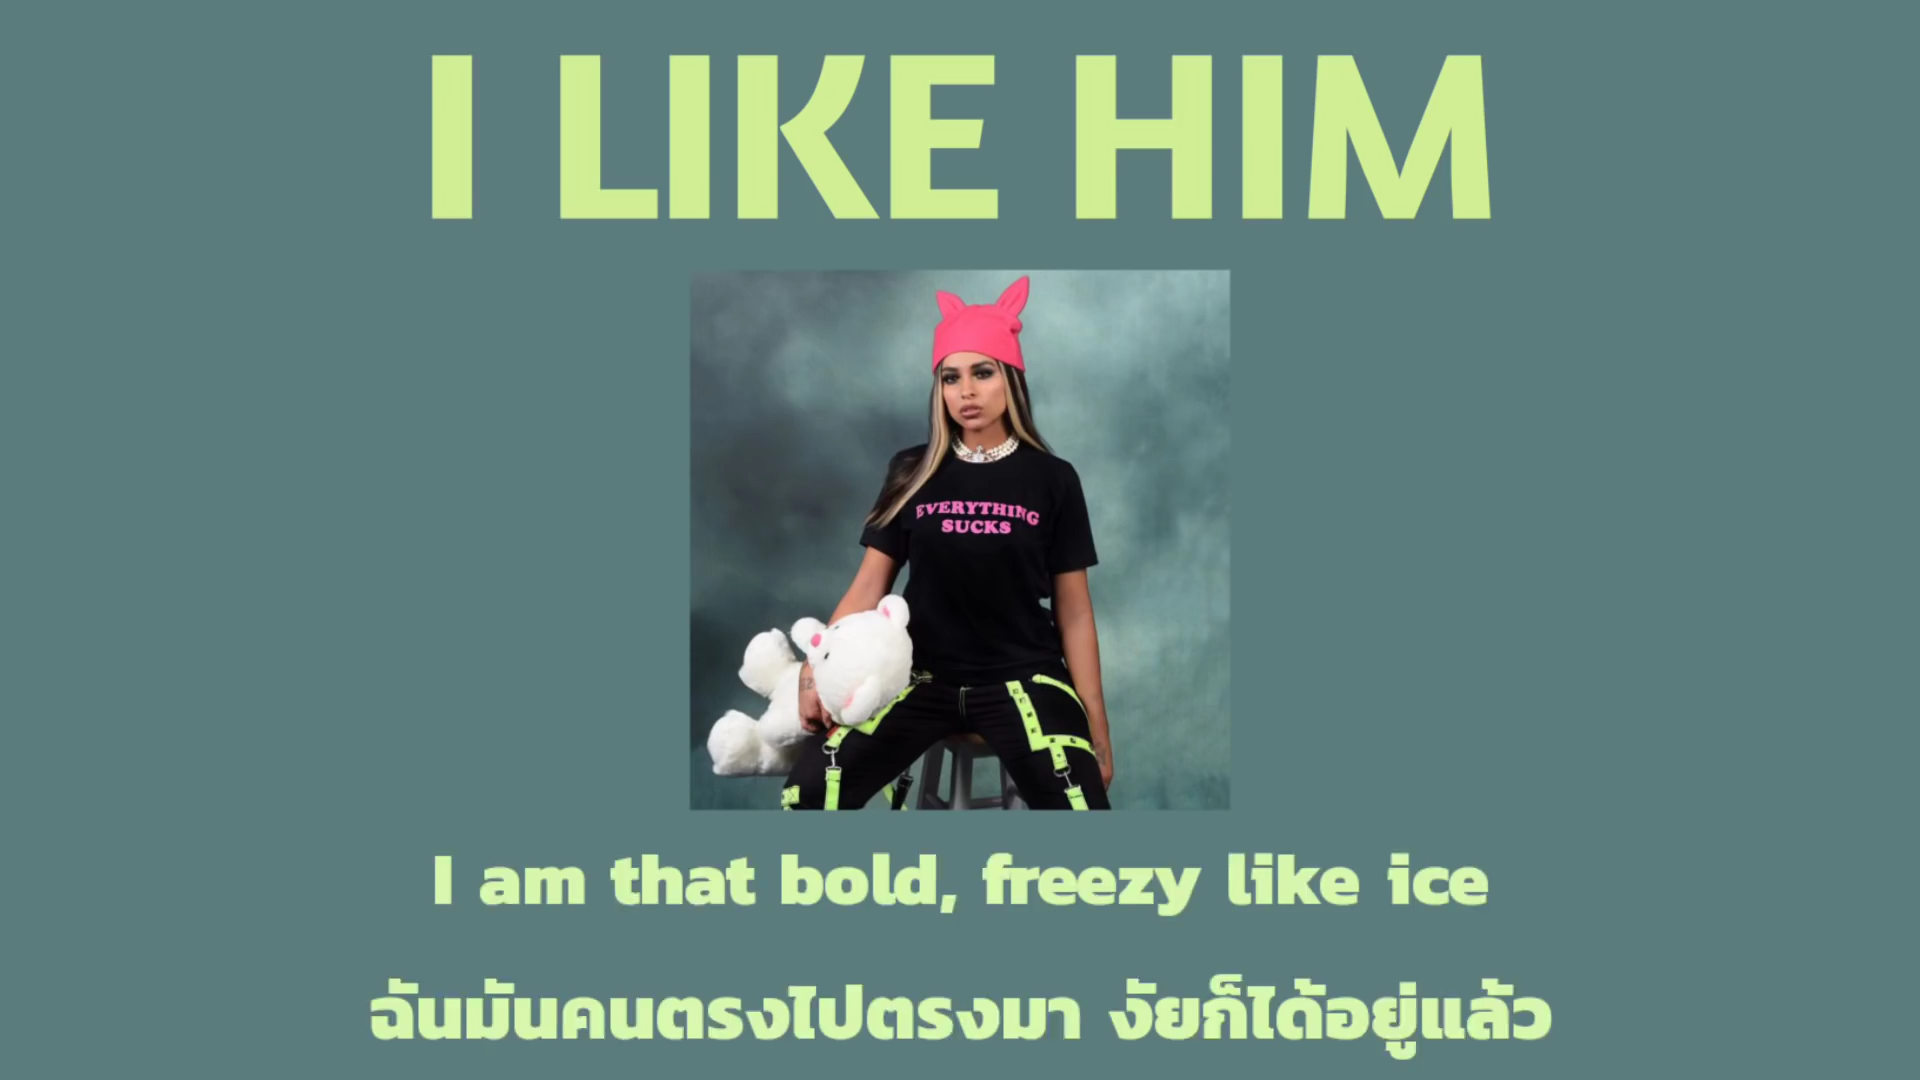 I LIKE HIM
EVERYTHING
SUCKS
I am that bold, freezy like ice
ฉันมันคนตรงไปตรงมา งัยก็ได้อยู่แล้ว